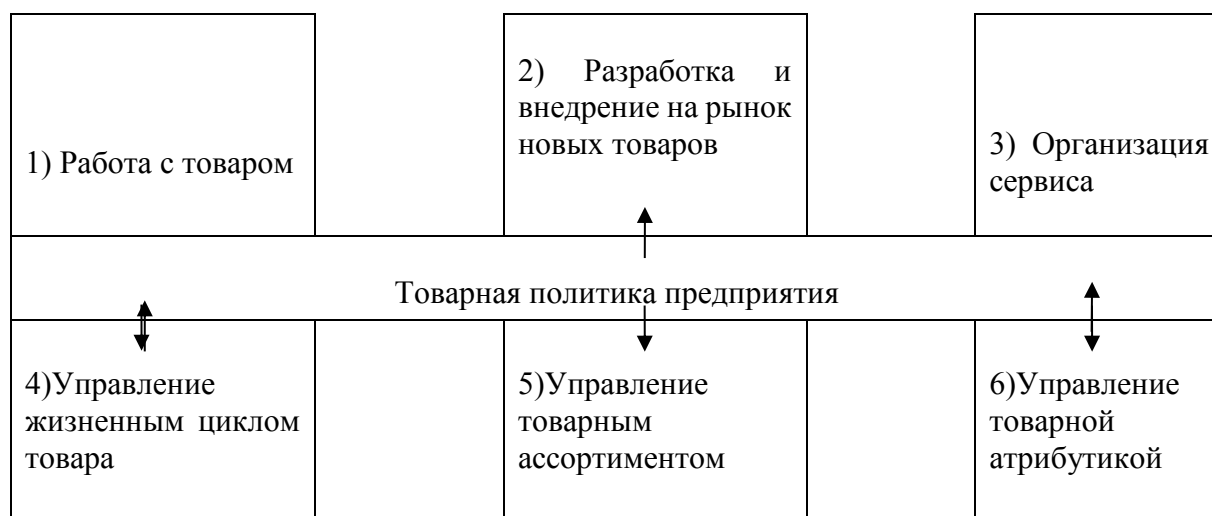 1) Работа с товаром
2) Разработка и
внедрение на рынок
новых товаров
3) Организация
сервиса
Товарная политика предприятия
4)Управление
жизненным циклом
товара
5)Управление
товарным
ассортиментом
6)Управление
товарной
атрибутикой